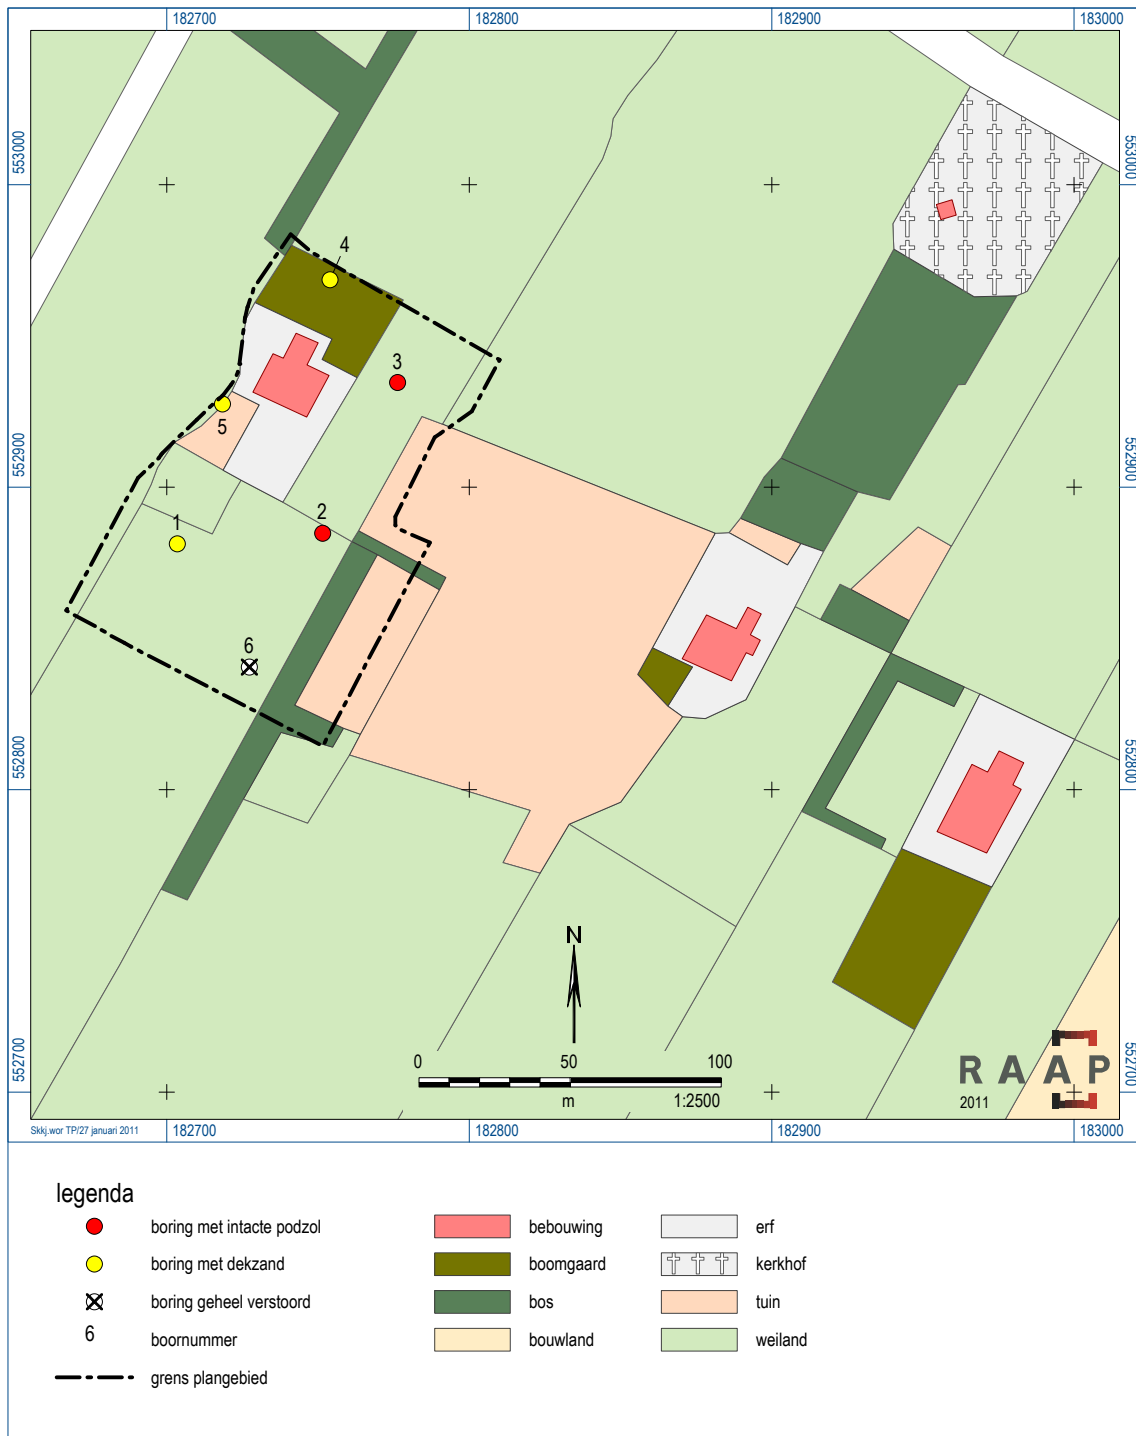 182700 182800 182900 183000
553000 553000
4
3
5
552900 552900
1 2
6
552800 552800
N
0 50 100
m 1:2500
552700 552700
RAAP
2011
Skkj.wor TP/27 januari 2011
182700 182800 182900 183000
legenda
boring met intacte podzol
boring met dekzand
boring geheel verstoord
6 boornummer
grens plangebied
bebouwing
boomgaard
bos
bouwland
erf
kerkhof
tuin
weiland